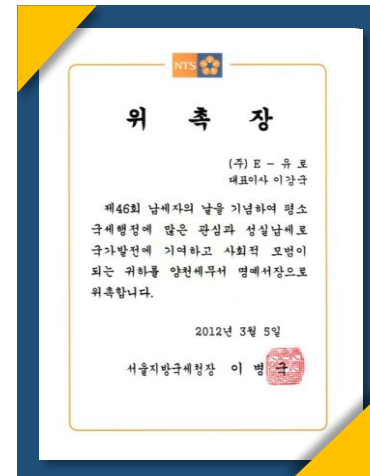 NTS
위 촉 장
(주) E - 유 로
대표이사 이강국
제46회 납세자의 날을 기념하여 평소
국세행정에 많은 관심과 성실납세로
국가발전에 기여하고 사회적 모범이
되는 귀하를 양천세무서 명예서장으로
위촉합니다.
2012년 3월 5일
서울지방국세청장 이 병 국